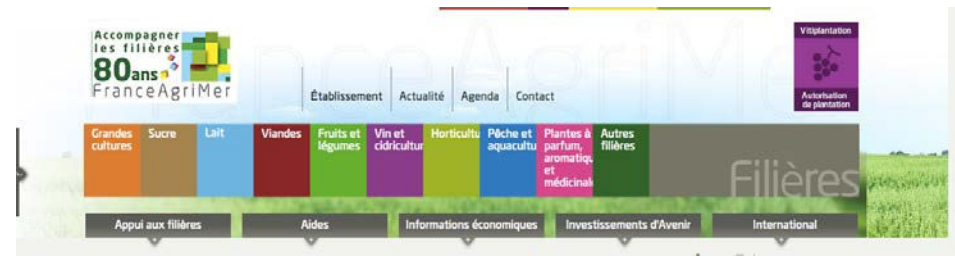 Accompagner
les filières
80ans
FranceAgriMer
Vitiplantation
Autorisation
de plantation
Établissement Actualité Agenda Contact
Grandes
cultures
Sucre
Lait
Viandes
Fruits et
légumes
Vin et
cidricultur
Horticultu
Pêche et
aquacultu
Plantes à
parfum,
aromatiqu
et
médicinal
Autres
filières
Filières
Appui aux filières Aides Informations économiques Investissements d'Avenir International